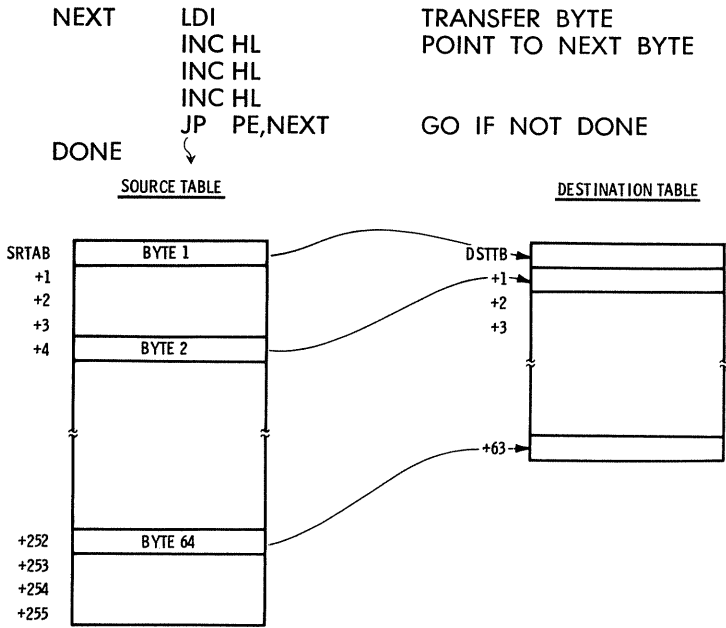 NEXT LDI TRANSFER BYTE
INC HL POINT TO NEXT BYTE
INC HL
INC HL
JP PE,NEXT GO IF NOT DONE
DONE
SOURCE TABLE DESTINATION TABLE
SRTAB BYTE 1 DSTTB
+1 +1
+2 +2
+3 +3
+4 BYTE 2
+63
+252 BYTE 64
+253
+254
+255